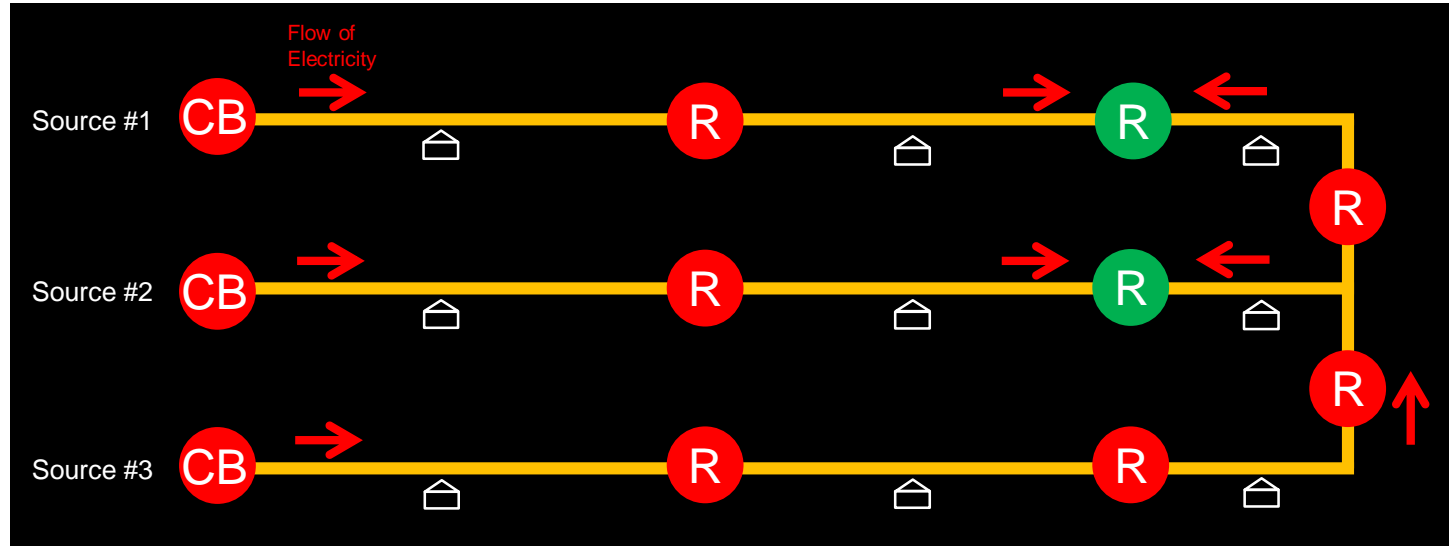 Flow of
Electricity
Source #1 CB R R
R
Source #2 CB R R
R
Source #3 CB R R